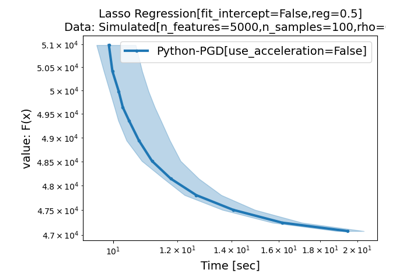 Lasso Regression[fit_intercept=False,reg=0.5]
Data: Simulated[n_features=5000,n_samples=100,rho=
Python-PGD[use_acceleration=False]
value: F(x)
5.1 × 10⁴
5.05 × 10⁴
5 × 10⁴
4.95 × 10⁴
4.9 × 10⁴
4.85 × 10⁴
4.8 × 10⁴
4.75 × 10⁴
4.7 × 10⁴
10¹ 1.2 × 10¹ 1.4 × 10¹ 1.6 × 10¹ 1.8 × 10¹ 2 × 10¹
Time [sec]